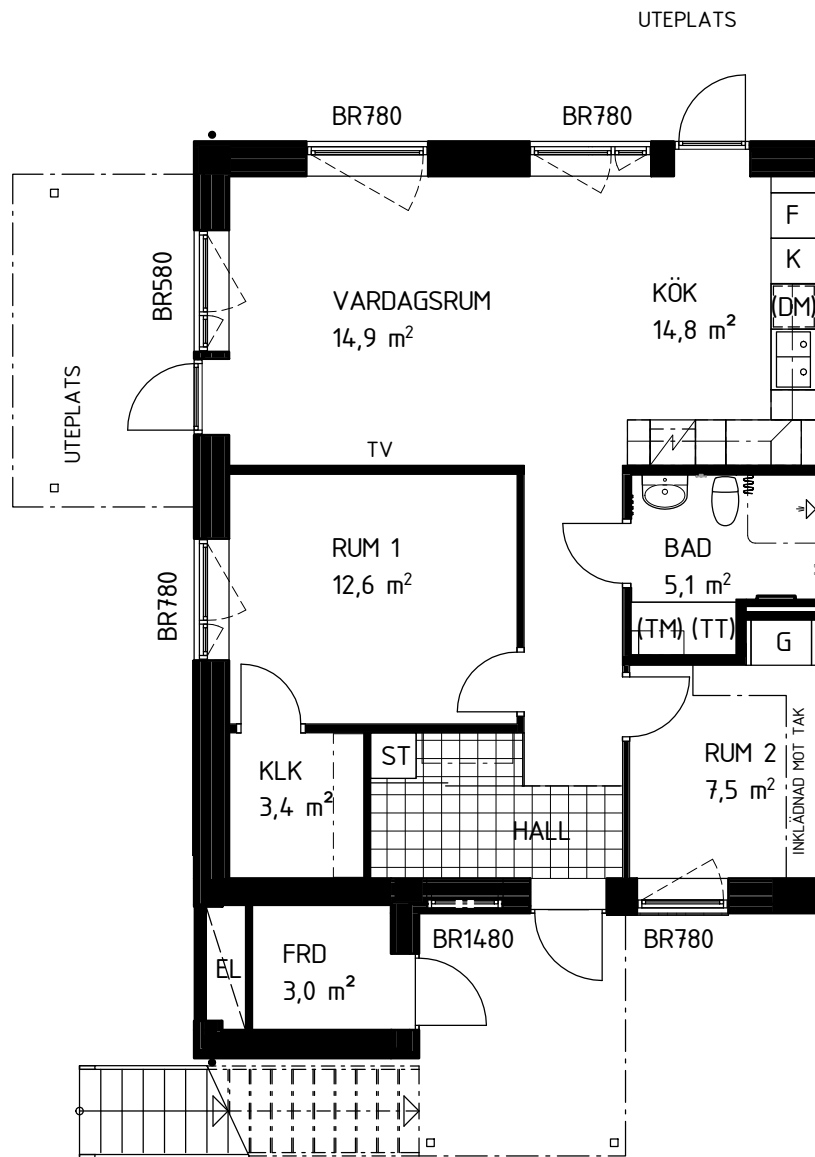 UTEPLATS
BR780
BR780
F
K
(DM)
BR580
VARDAGSRUM
14,9 m²
KÖK
14,8 m²
UTEPLATS
TV
RUM 1
12,6 m²
BAD
5,1 m²
BR780
(TM) (TT)
G
ST
KLK
3,4 m²
RUM 2
7,5 m²
INKLÄDNAD MOT TAK
HALL
BR1480
BR780
EL
FRD
3,0 m²